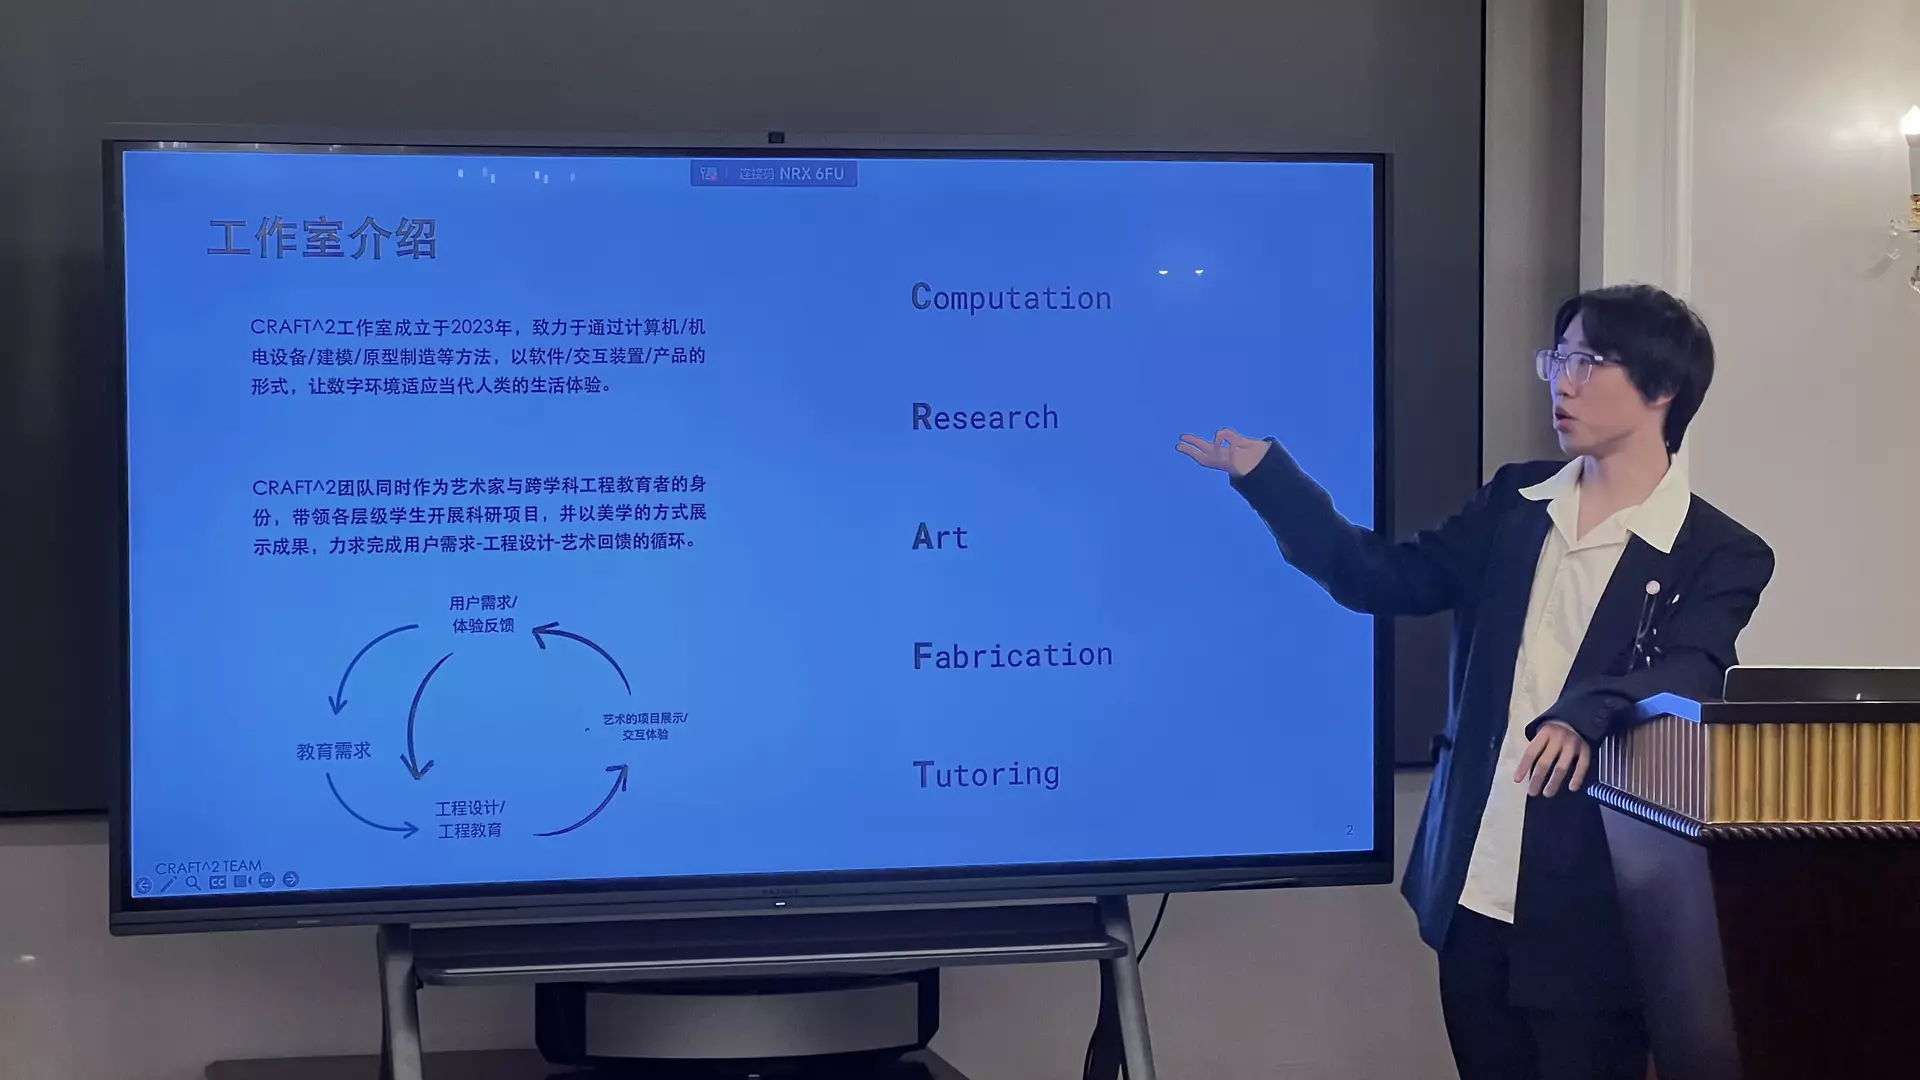 连接码 NRX 6FU
工作室介绍
CRAFT^2工作室成立于2023年，致力于通过计算机/机
电设备/建模/原型制造等方法，以软件/交互装置/产品的
形式，让数字环境适应当代人类的生活体验。
CRAFT^2团队同时作为艺术家与跨学科工程教育者的身
份，带领各层级学生开展科研项目，并以美学的方式展
示成果，力求完成用户需求-工程设计-艺术回馈的循环。
用户需求/
体验反馈
艺术的项目展示/
交互体验
教育需求
工程设计/
工程教育
CRAFT^2 TEAM
CC
Computation
Research
Art
Fabrication
Tutoring
2